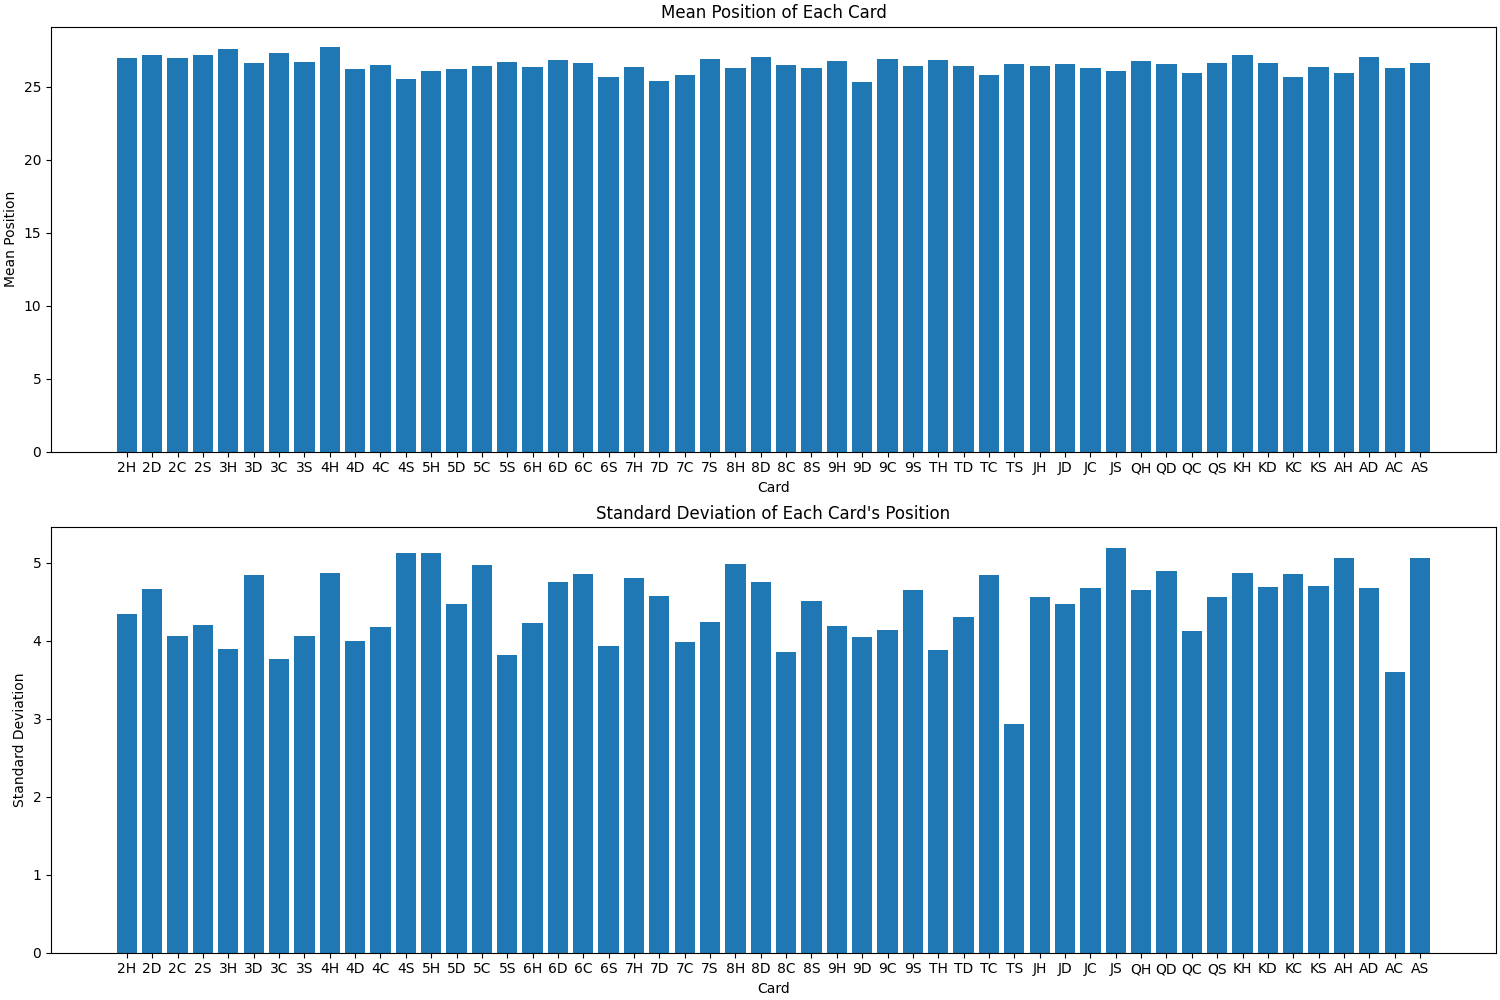 Mean Position of Each Card
Mean Position
25
20
15
10
5
0
2H 2D 2C 2S 3H 3D 3C 3S 4H 4D 4C 4S 5H 5D 5C 5S 6H 6D 6C 6S 7H 7D 7C 7S 8H 8D 8C 8S 9H 9D 9C 9S TH TD TC TS JH JD JC JS QH QD QC QS KH KD KC KS AH AD AC AS
Card
Standard Deviation of Each Card's Position
Standard Deviation
5
4
3
2
1
0
2H 2D 2C 2S 3H 3D 3C 3S 4H 4D 4C 4S 5H 5D 5C 5S 6H 6D 6C 6S 7H 7D 7C 7S 8H 8D 8C 8S 9H 9D 9C 9S TH TD TC TS JH JD JC JS QH QD QC QS KH KD KC KS AH AD AC AS
Card